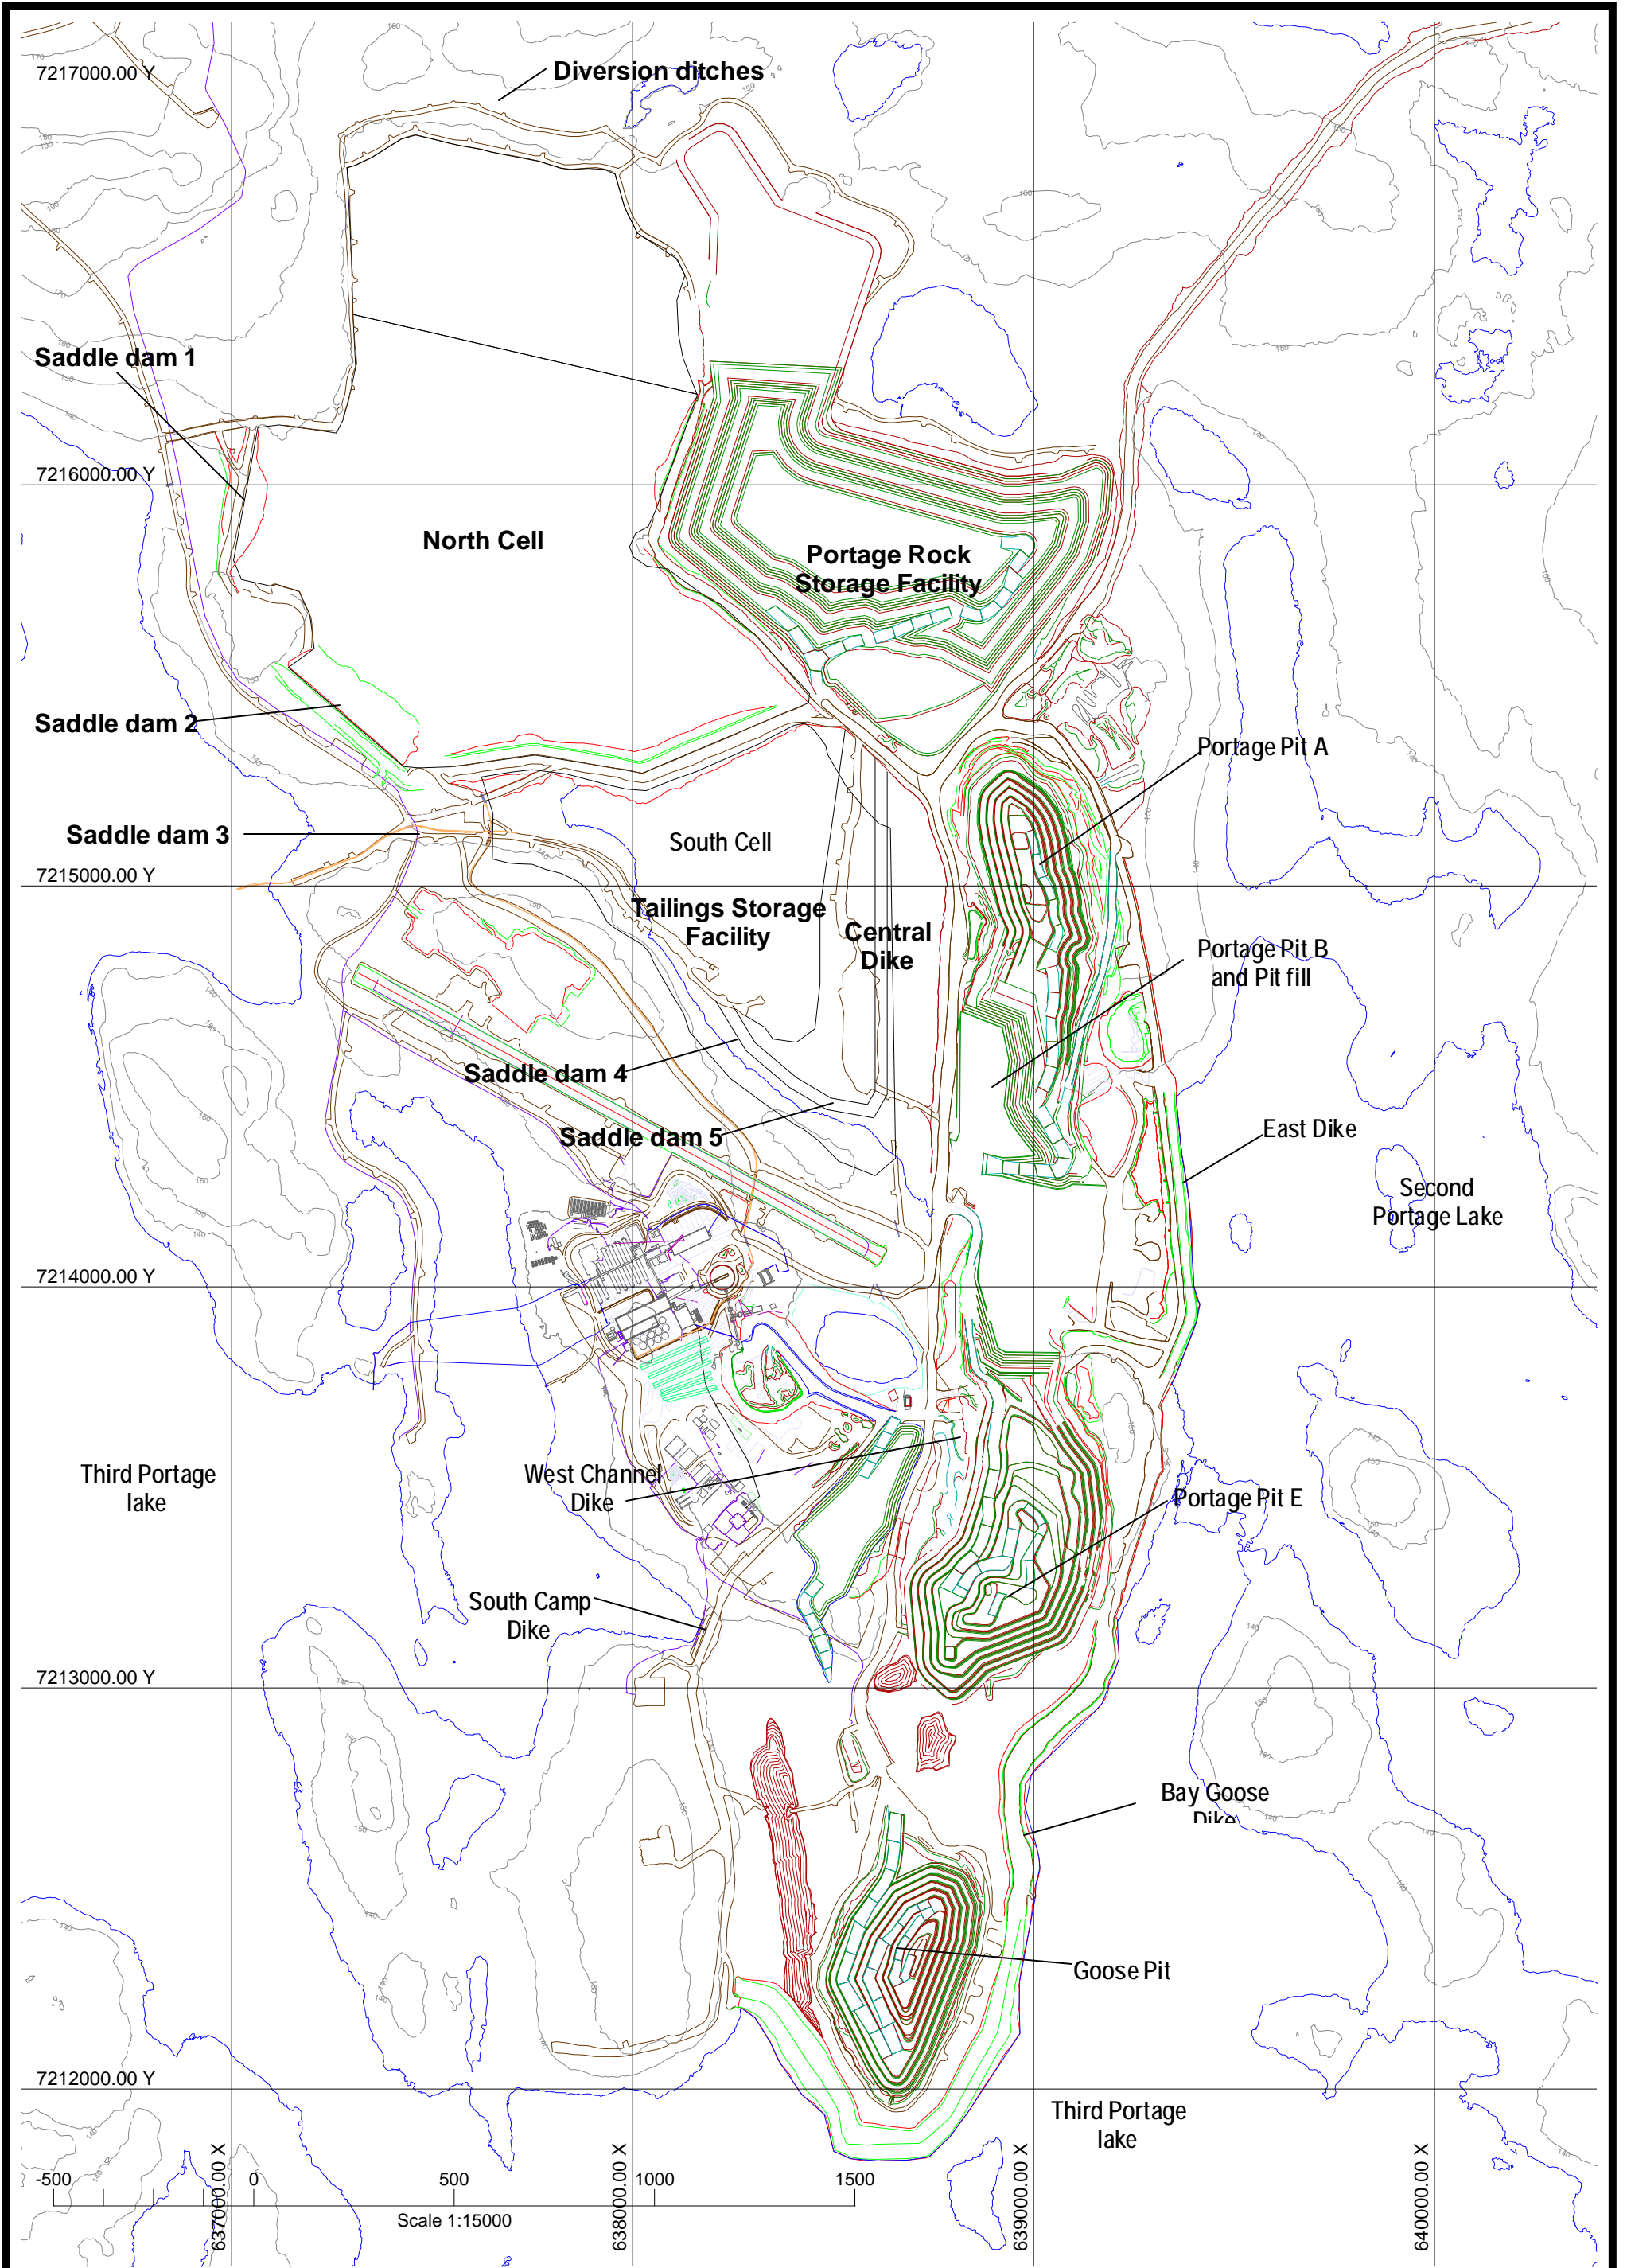 7217000.00 Y
Diversion ditches
Saddle dam 1
7216000.00 Y
North Cell
Portage Rock
Storage Facility
Saddle dam 2
Portage Pit A
Saddle dam 3
South Cell
7215000.00 Y
Tailings Storage
Facility
Central
Dike
Portage Pit B
and Pit fill
Saddle dam 4
Saddle dam 5
East Dike
Second
Portage Lake
7214000.00 Y
Third Portage
lake
West Channel
Dike
Portage Pit E
South Camp
Dike
7213000.00 Y
Bay Goose
Dike
Goose Pit
7212000.00 Y
Third Portage
lake
637000.00 X
638000.00 X
639000.00 X
640000.00 X
-500
0
500
1000
1500
Scale 1:15000